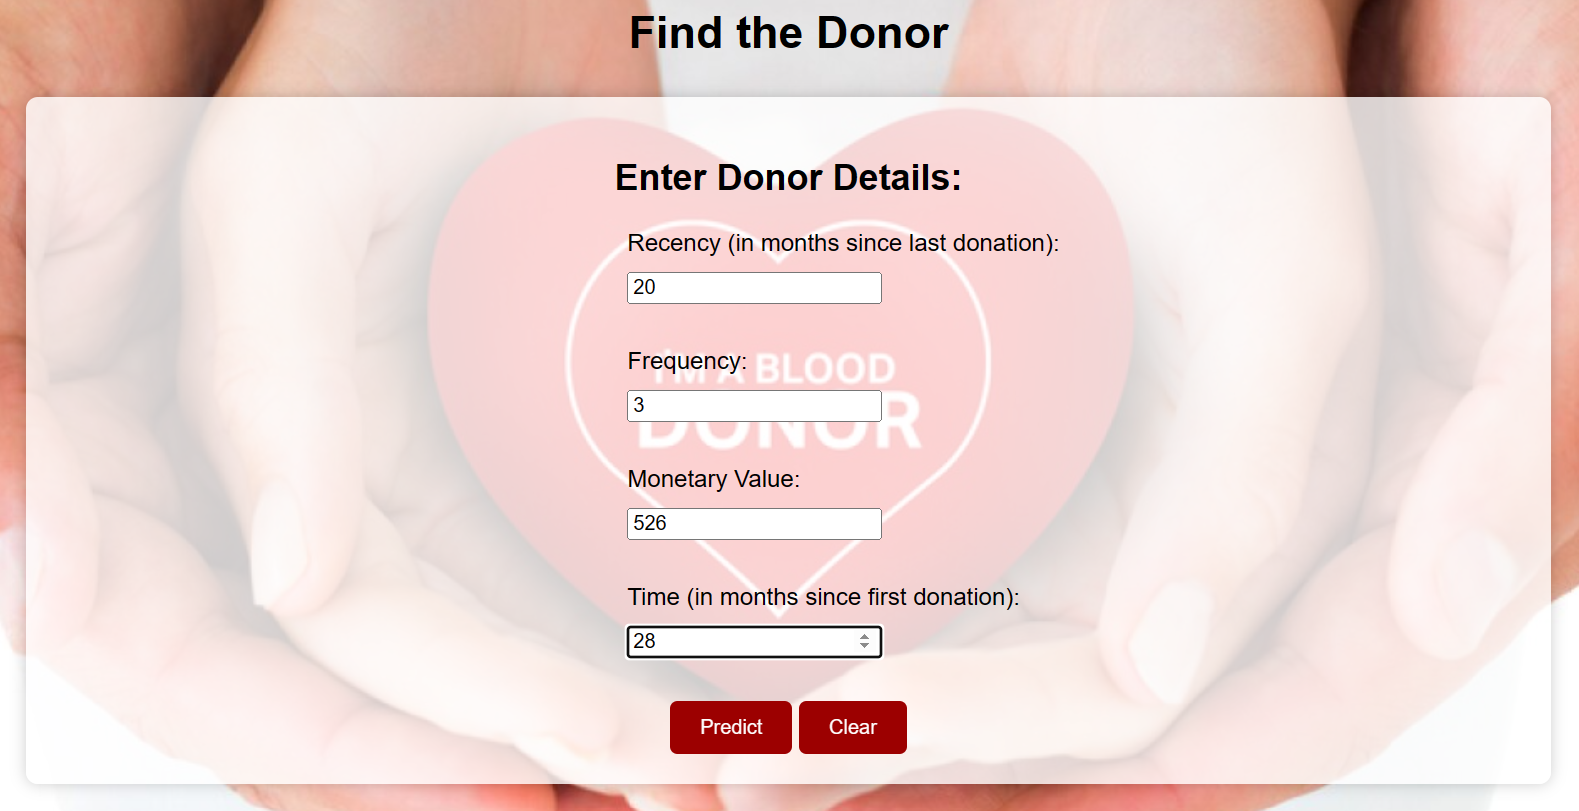 Find the Donor
Enter Donor Details:
Recency (in months since last donation):
20
Frequency:
I'M A BLOOD
3
DONOR
Monetary Value:
526
Time (in months since first donation):
28
Predict Clear